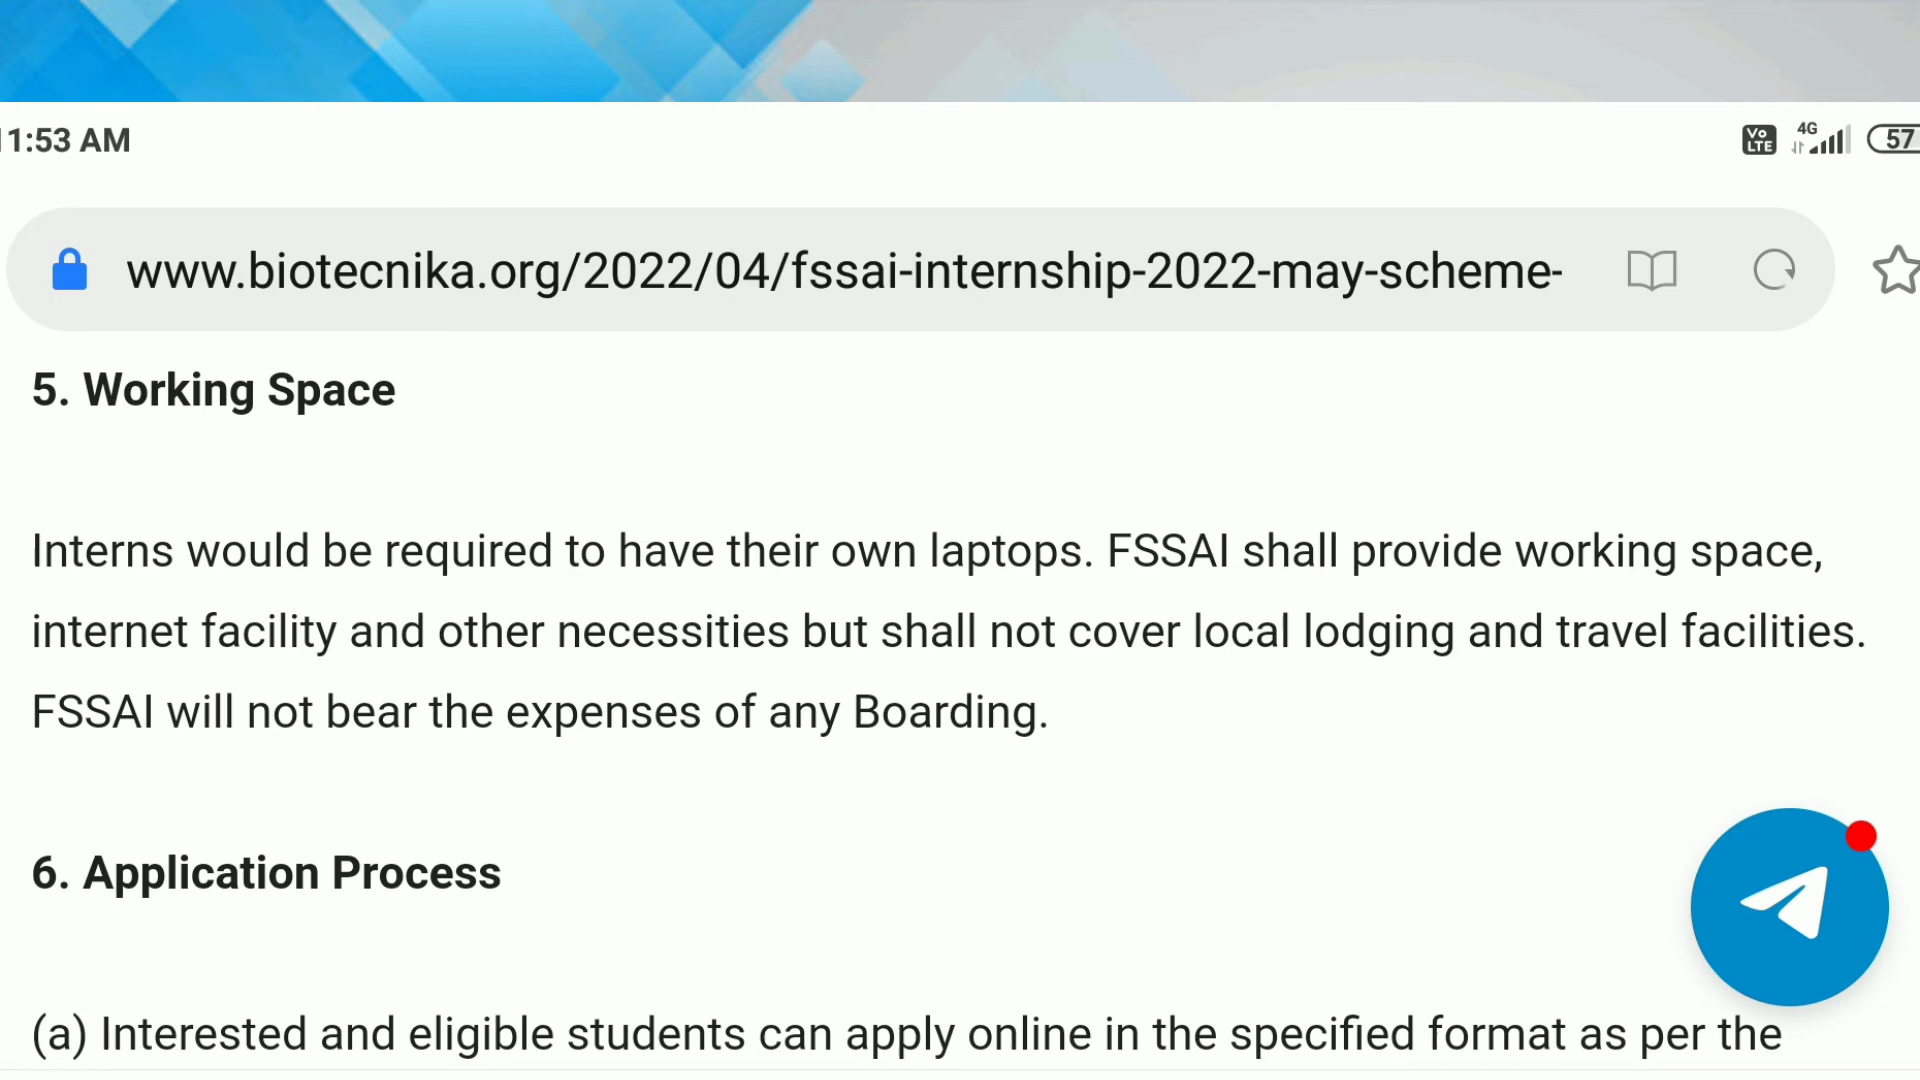 11:53 AM
Vo LTE 4G 57
www.biotecnika.org/2022/04/fssai-internship-2022-may-scheme-
5. Working Space
Interns would be required to have their own laptops. FSSAI shall provide working space,
internet facility and other necessities but shall not cover local lodging and travel facilities.
FSSAI will not bear the expenses of any Boarding.
6. Application Process
(a) Interested and eligible students can apply online in the specified format as per the